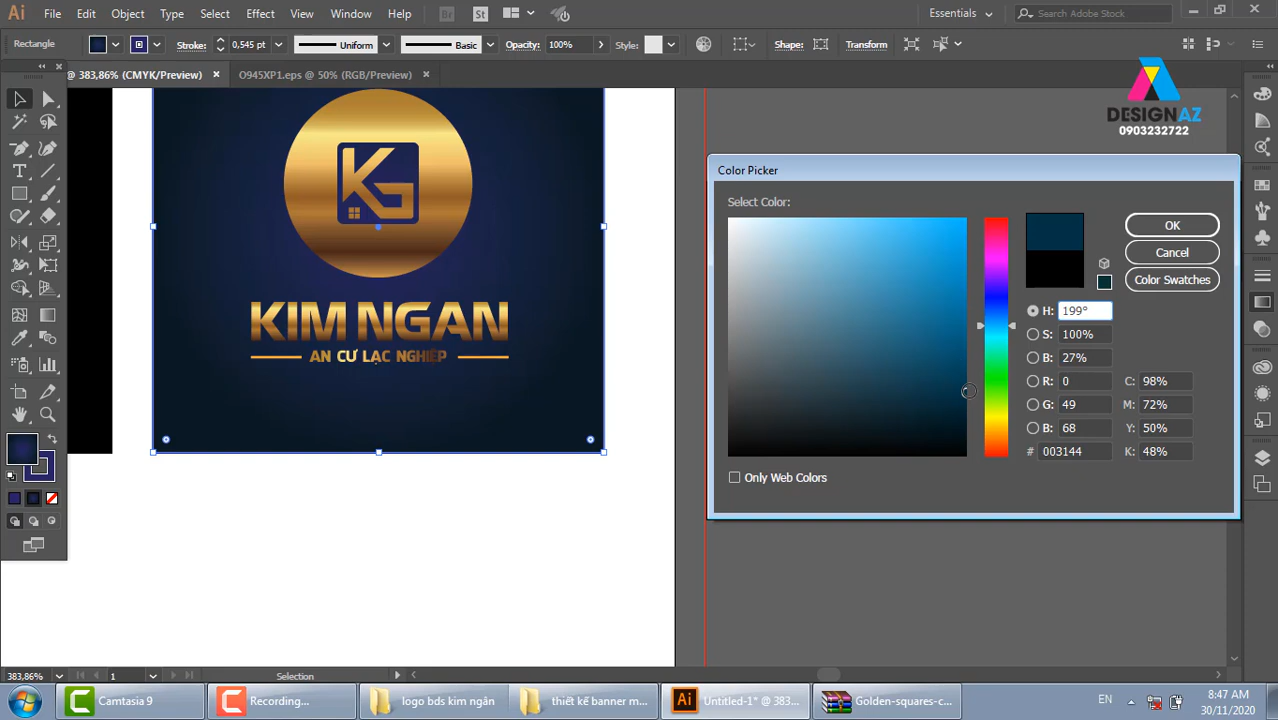 Ai File Edit Object Type Select Effect View Window Help Br St Essentials Search Adobe Stock
Rectangle Stroke: 0,545 pt Uniform Basic Opacity: 100% Style: Shape: Transform
@ 383,86% (CMYK/Preview) × O945XP1.eps @ 50% (RGB/Preview) ×
DESIGNAZ
0903232722
KG
KIM NGAN
AN CƯ LẠC NGHIỆP
Color Picker
Select Color:
OK
Cancel
Color Swatches
H: 199°
S: 100%
B: 27%
R: 0 C: 98%
G: 49 M: 72%
B: 68 Y: 50%
# 003144 K: 48%
Only Web Colors
383,86% 1 Selection
Camtasia 9 Recording... logo bds kim ngân thiết kế banner m... Ai Untitled-1* @ 383... Golden-squares-c... EN 8:47 AM
30/11/2020